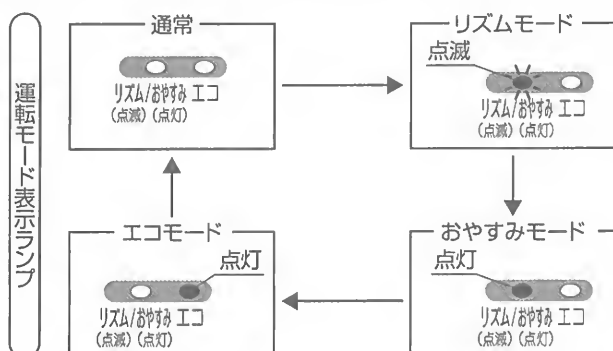 運転モード表示ランプ
通常
リズム/おやすみ エコ
(点滅) (点灯)
リズムモード
点滅
リズム/おやすみ エコ
(点滅) (点灯)
エコモード
点灯
リズム/おやすみ エコ
(点滅) (点灯)
おやすみモード
点灯
リズム/おやすみ エコ
(点滅) (点灯)